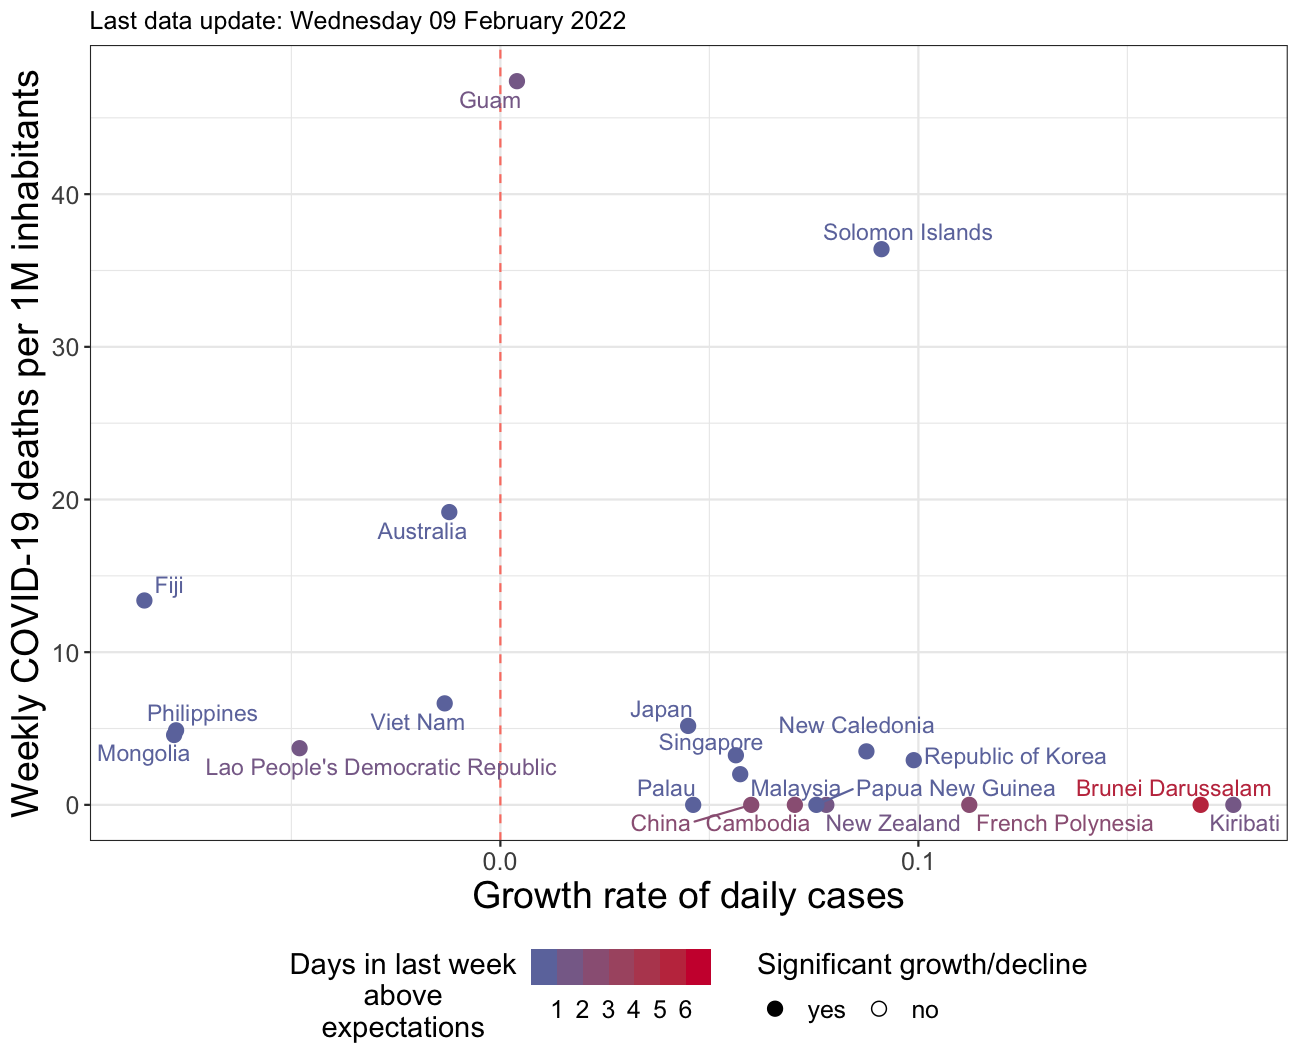 Last data update: Wednesday 09 February 2022
Weekly COVID-19 deaths per 1M inhabitants
Guam
40
Solomon Islands
30
20
Australia
Fiji
10
Philippines
Viet Nam
Japan
New Caledonia
Mongolia
Singapore
Republic of Korea
Lao People's Democratic Republic
Palau
Malaysia
Papua New Guinea
Brunei Darussalam
0
China
Cambodia
New Zealand
French Polynesia
Kiribati
0.0
0.1
Growth rate of daily cases
Days in last week
above
expectations
1 2 3 4 5 6
Significant growth/decline
yes
no